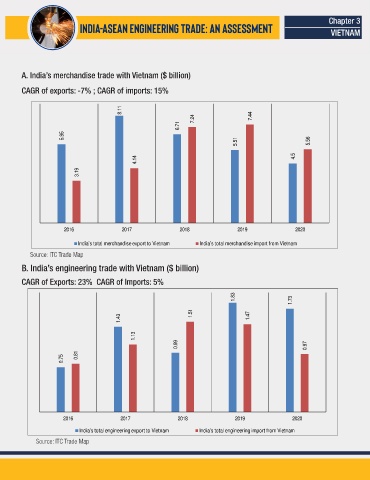 INDIA-ASEAN ENGINEERING TRADE: AN ASSESSMENT
Chapter 3
VIETNAM
A. India's merchandise trade with Vietnam ($ billion)
CAGR of exports: -7% ; CAGR of imports: 15%
5.95 3.19 8.11 4.14 6.71 7.24 5.51 7.44 4.5 5.56
2016 2017 2018 2019 2020
India's total merchandise export to Vietnam India's total merchandise import from Vietnam
Source: ITC Trade Map
B. India's engineering trade with Vietnam ($ billion)
CAGR of Exports: 23% CAGR of Imports: 5%
0.75 0.81 1.43 1.13 0.99 1.51 1.83 1.47 1.73 0.97
2016 2017 2018 2019 2020
India's total engineering export to Vietnam India's total engineering import from Vietnam
Source: ITC Trade Map